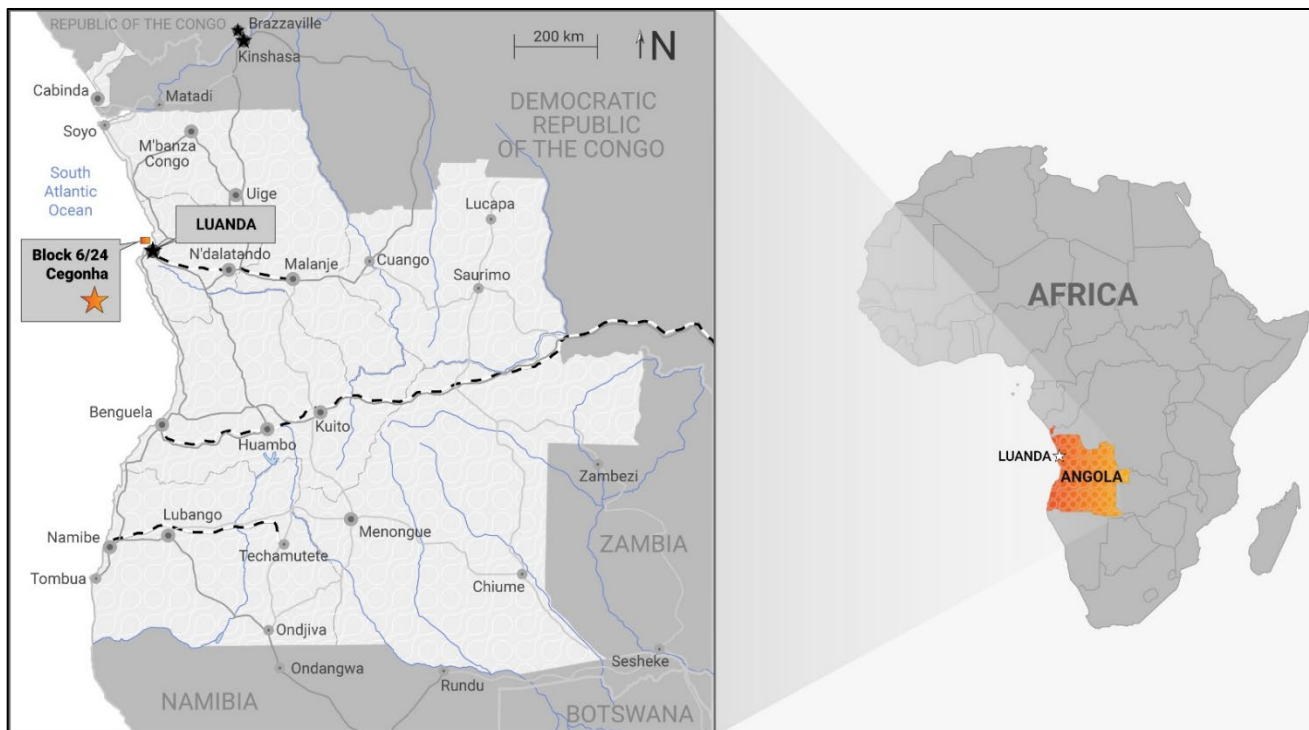 REPUBLIC OF THE CONGO
Brazzaville
Kinshasa
200 km
N
Cabinda
Matadi
Soyo
DEMOCRATIC
REPUBLIC
OF THE CONGO
M'banza
Congo
South
Atlantic
Ocean
Uige
Lucapa
LUANDA
Block 6/24
Cegonha
N'dalatando
Malanje
Cuango
Saurimo
Benguela
Huambo
Kuito
Zambezi
Namibe
Lubango
Techamutete
Menongue
ZAMBIA
Tombua
Chiume
Ondjiva
Ondangwa
Sesheke
Rundu
NAMIBIA
BOTSWANA
AFRICA
LUANDA
ANGOLA